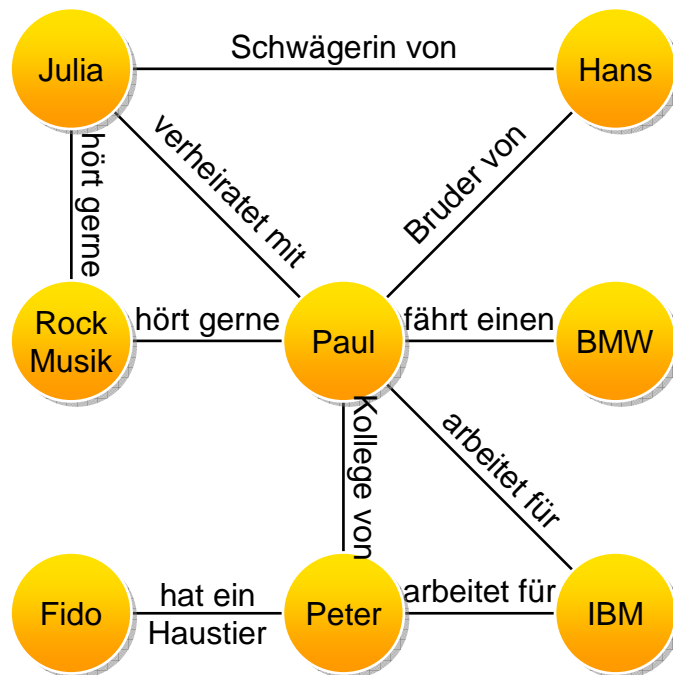 Schwägerin von
Julia
Hans
hört gerne
verheiratet mit
Bruder von
Rock
Musik
hört gerne
Paul
fährt einen
BMW
Kollege von
arbeitet für
Fido
hat ein
Haustier
Peter
arbeitet für
IBM